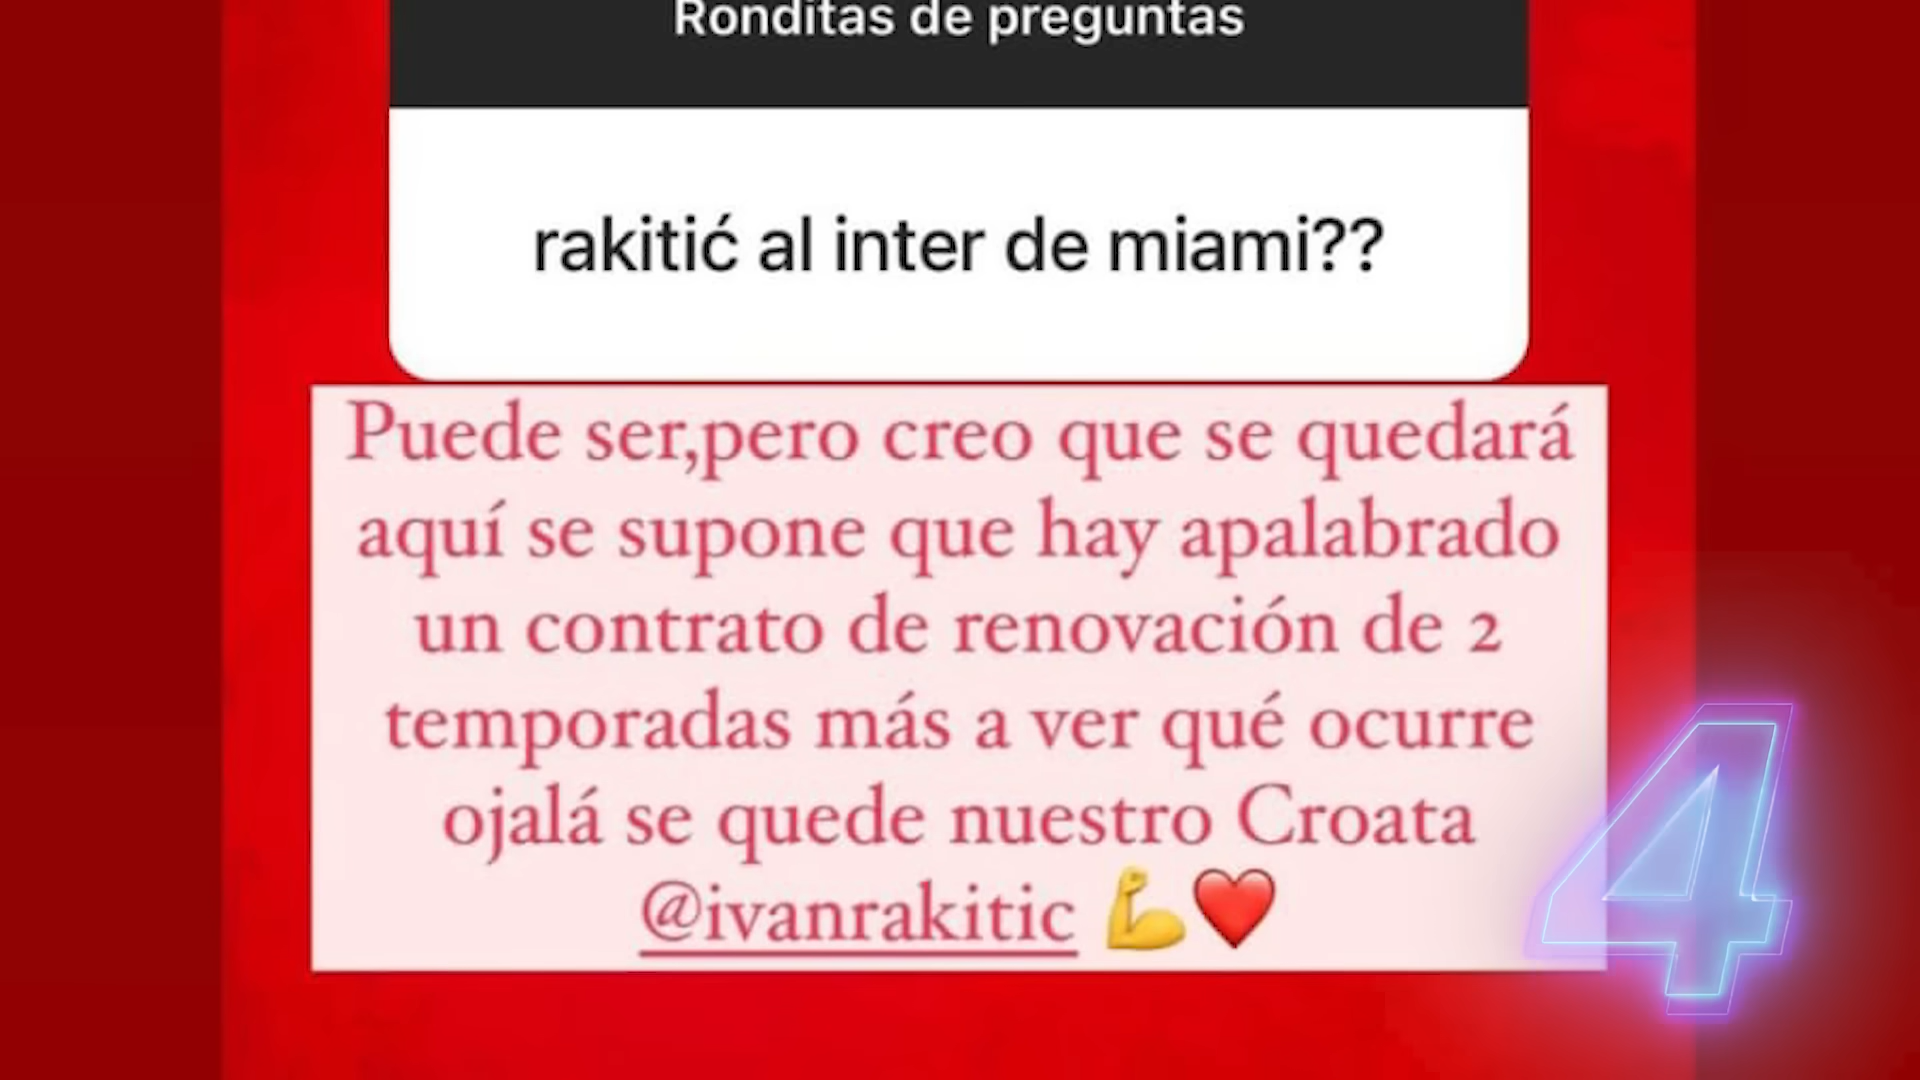 Ronditas de preguntas
rakitić al inter de miami??
Puede ser,pero creo que se quedará
aquí se supone que hay apalabrado
un contrato de renovación de 2
temporadas más a ver qué ocurre
ojalá se quede nuestro Croata
@ivanrakitic 💪❤️
4